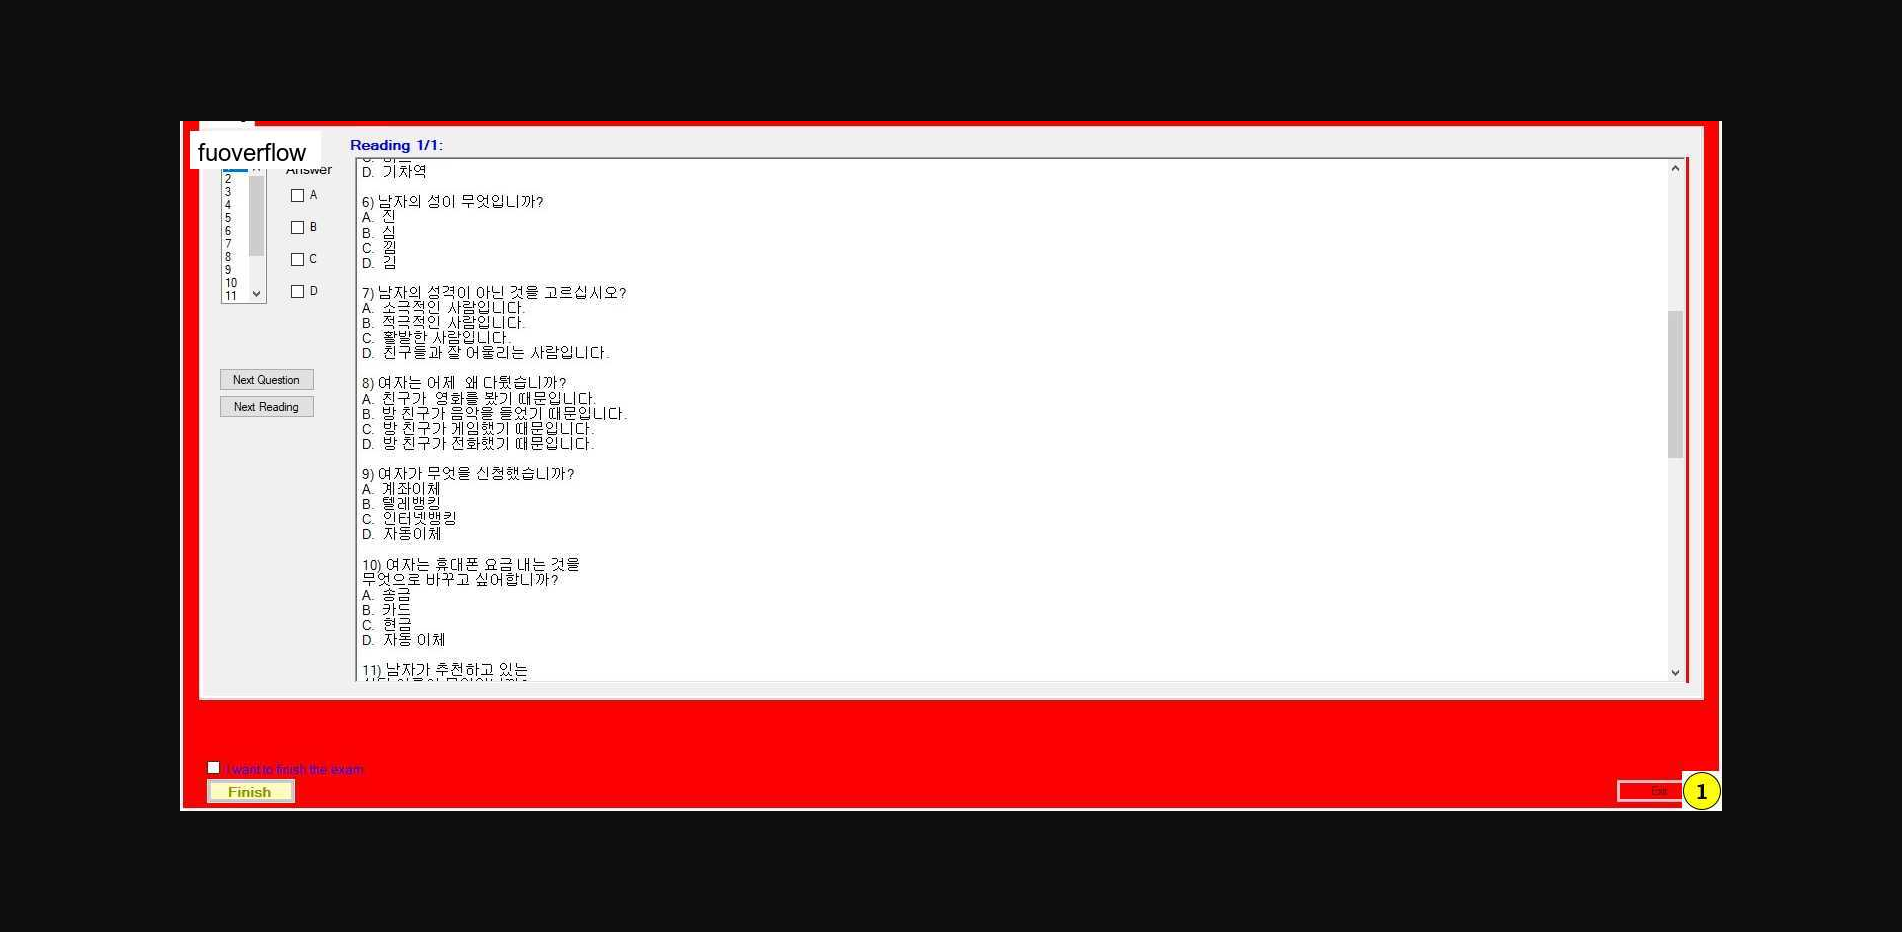 fuoverflow
Reading 1/1:
Answer
2
3
4
5
6
7
8
9
10
11
A
B
C
D
Next Question
Next Reading
D. 기차역
6) 남자의 성이 무엇입니까?
A. 진
B. 심
C. 낌
D. 김
7) 남자의 성격이 아닌 것을 고르십시오?
A. 소극적인 사람입니다.
B. 적극적인 사람입니다.
C. 활발한 사람입니다.
D. 친구들과 잘 어울리는 사람입니다.
8) 여자는 어제 왜 다퉜습니까?
A. 친구가 영화를 봤기 때문입니다.
B. 방 친구가 음악을 들었기 때문입니다.
C. 방 친구가 게임했기 때문입니다.
D. 방 친구가 전화했기 때문입니다.
9) 여자가 무엇을 신청했습니까?
A. 계좌이체
B. 텔레뱅킹
C. 인터넷뱅킹
D. 자동이체
10) 여자는 휴대폰 요금 내는 것을
무엇으로 바꾸고 싶어합니까?
A. 송금
B. 카드
C. 현금
D. 자동 이체
11) 남자가 추천하고 있는
I want to finish the exam
Finish
Exit
1